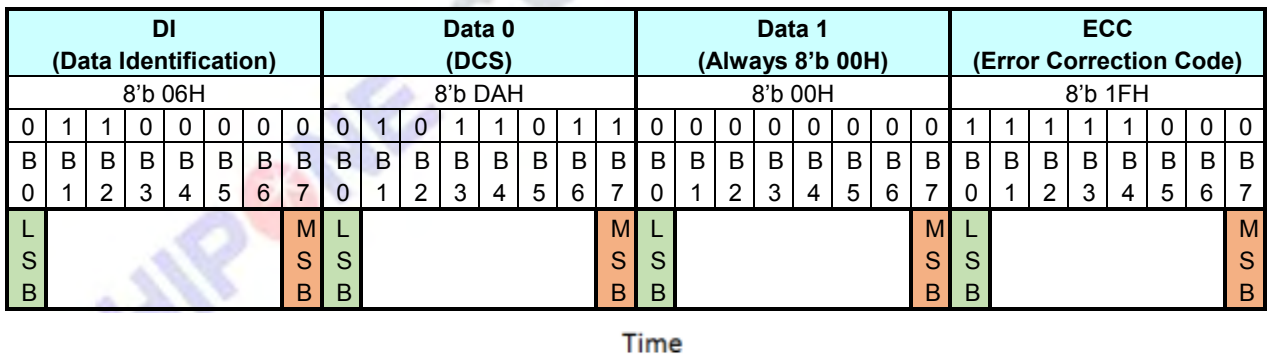 DI Data 0 Data 1 ECC
(Data Identification) (DCS) (Always 8'b 00H) (Error Correction Code)
8'b 06H 8'b DAH 8'b 00H 8'b 1FH
0 1 1 0 0 0 0 0 0 1 0 1 1 0 1 1 0 0 0 0 0 0 0 0 1 1 1 1 1 0 0 0
B B B B B B B B B B B B B B B B B B B B B B B B B B B B B B B B
0 1 2 3 4 5 6 7 0 1 2 3 4 5 6 7 0 1 2 3 4 5 6 7 0 1 2 3 4 5 6 7
L M L M L M L M
S S S S S S S S
B B B B B B B B
Time